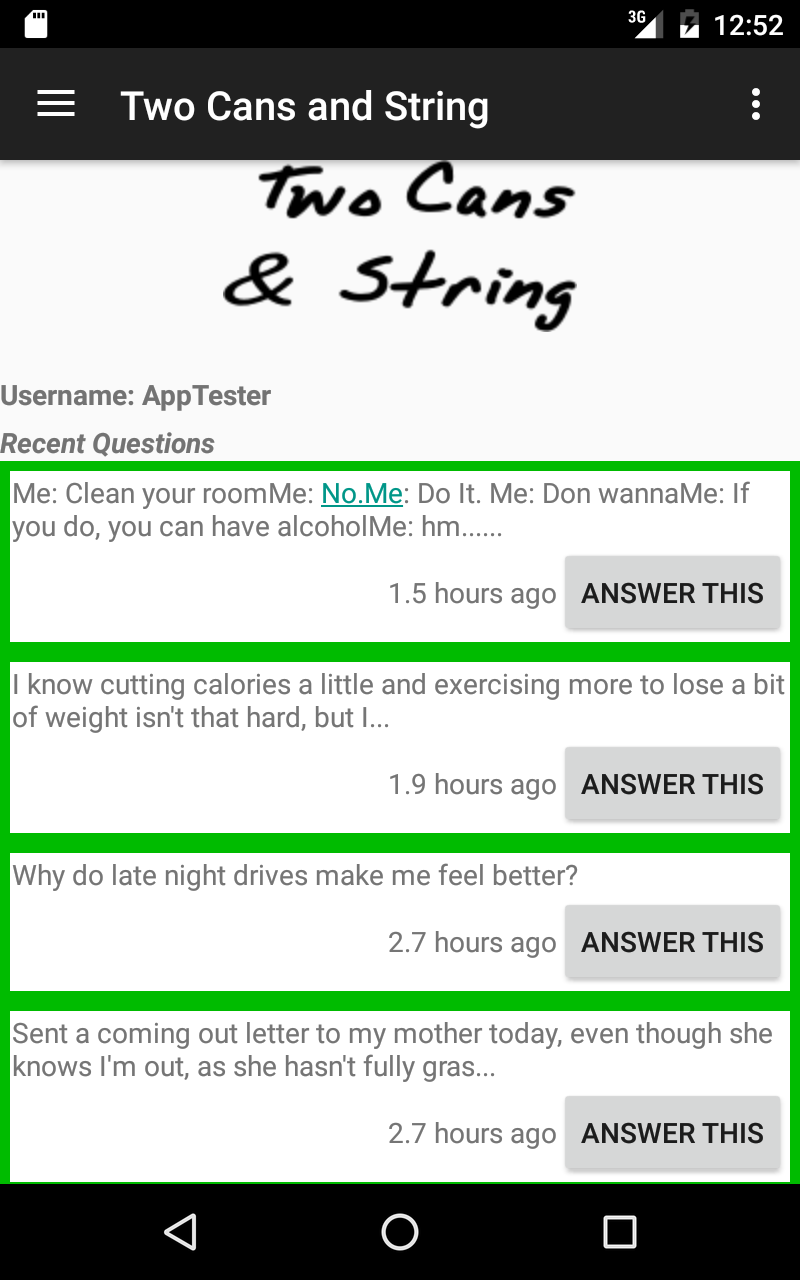 3G 12:52
Two Cans and String
Two Cans
& String
Username: AppTester
Recent Questions
Me: Clean your roomMe: No.Me: Do It. Me: Don wannaMe: If
you do, you can have alcoholMe: hm......
1.5 hours ago ANSWER THIS
I know cutting calories a little and exercising more to lose a bit
of weight isn't that hard, but I...
1.9 hours ago ANSWER THIS
Why do late night drives make me feel better?
2.7 hours ago ANSWER THIS
Sent a coming out letter to my mother today, even though she
knows I'm out, as she hasn't fully gras...
2.7 hours ago ANSWER THIS